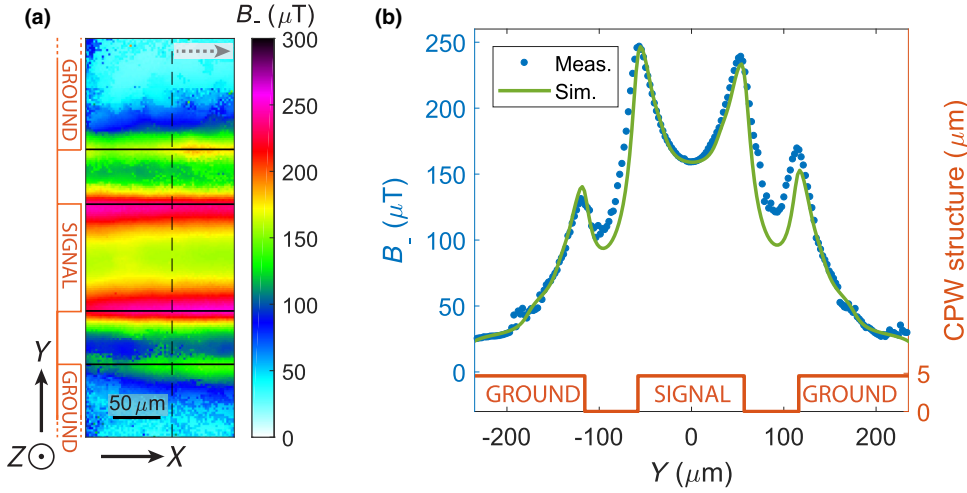 (a)
B₋ (μT)
300
250
200
150
100
50
0
GROUND
SIGNAL
GROUND
50 μm
Y
Z
X
(b)
Meas.
Sim.
B₋ (μT)
250
200
150
100
50
0
CPW structure (μm)
5
0
GROUND
SIGNAL
GROUND
-200
-100
0
100
200
Y (μm)